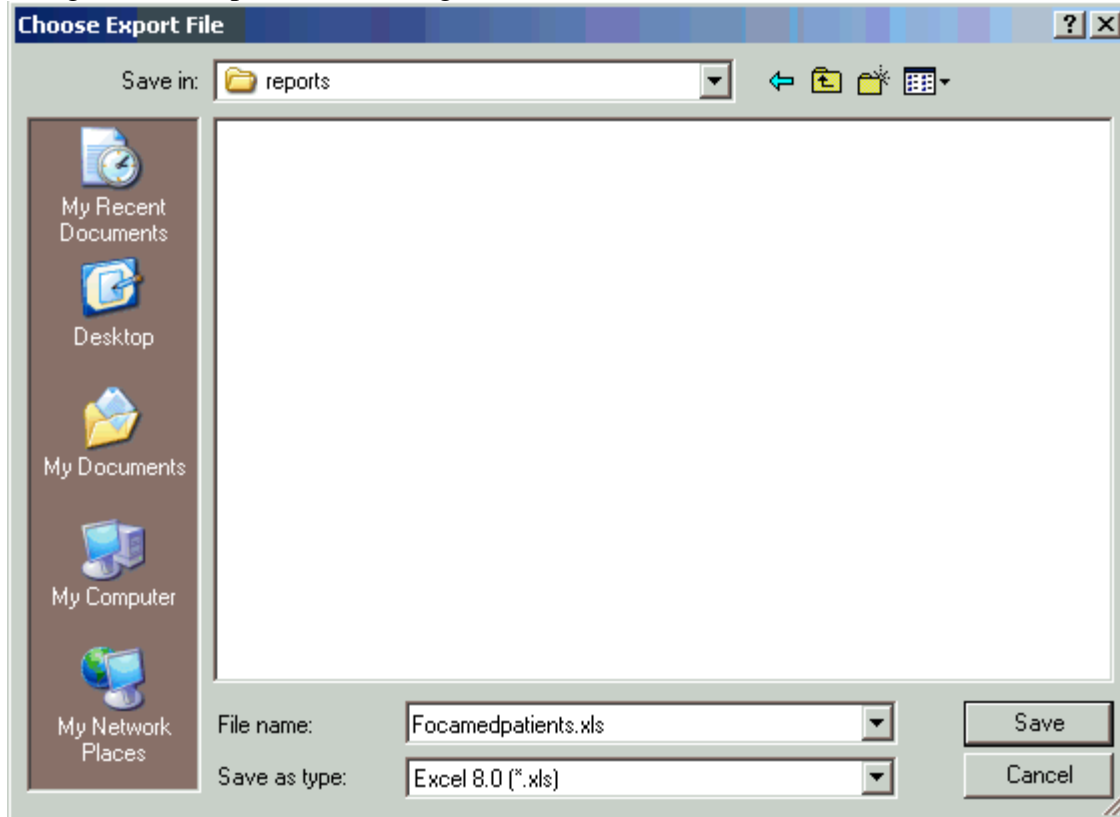 Choose Export File
Save in: reports
My Recent
Documents
Desktop
My Documents
My Computer
My Network
Places
File name: Focamedpatients.xls Save
Save as type: Excel 8.0 (*.xls) Cancel